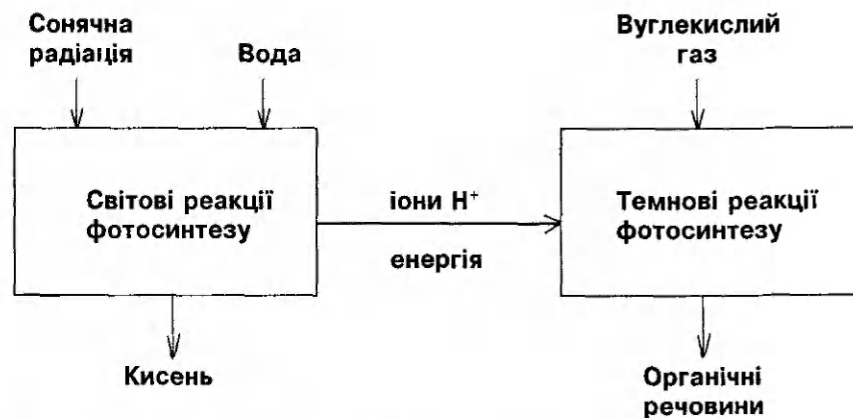 Сонячна
радіація
Вода
Вуглекислий
газ
Світові реакції
фотосинтезу
іони H⁺
енергія
Темнові реакції
фотосинтезу
Кисень
Органічні
речовини